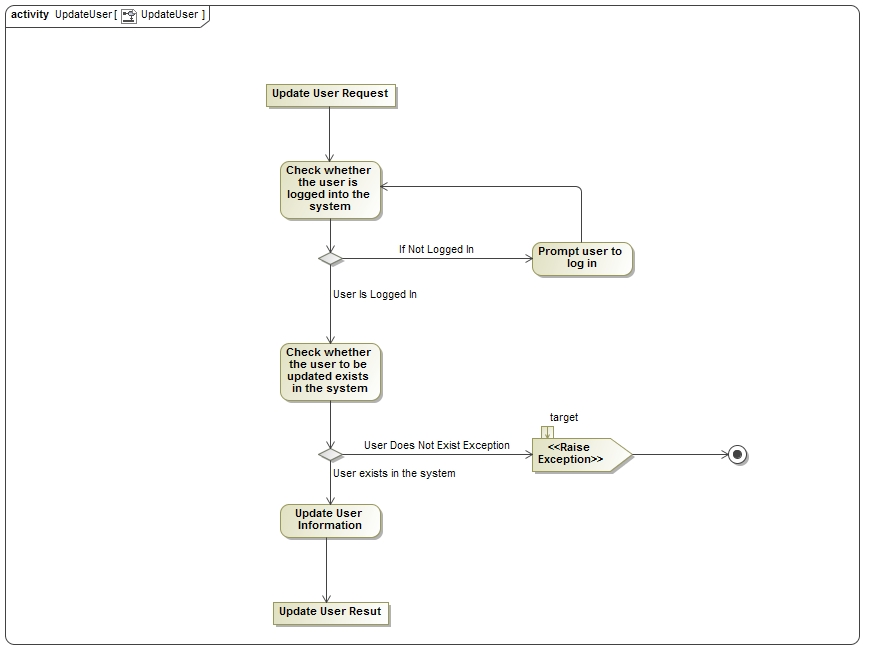 activity UpdateUser [ UpdateUser ]
Update User Request
Check whether
the user is
logged into the
system
If Not Logged In
Prompt user to
log in
User Is Logged In
Check whether
the user to be
updated exists
in the system
target
User Does Not Exist Exception
<<Raise
Exception>>
User exists in the system
Update User
Information
Update User Resut